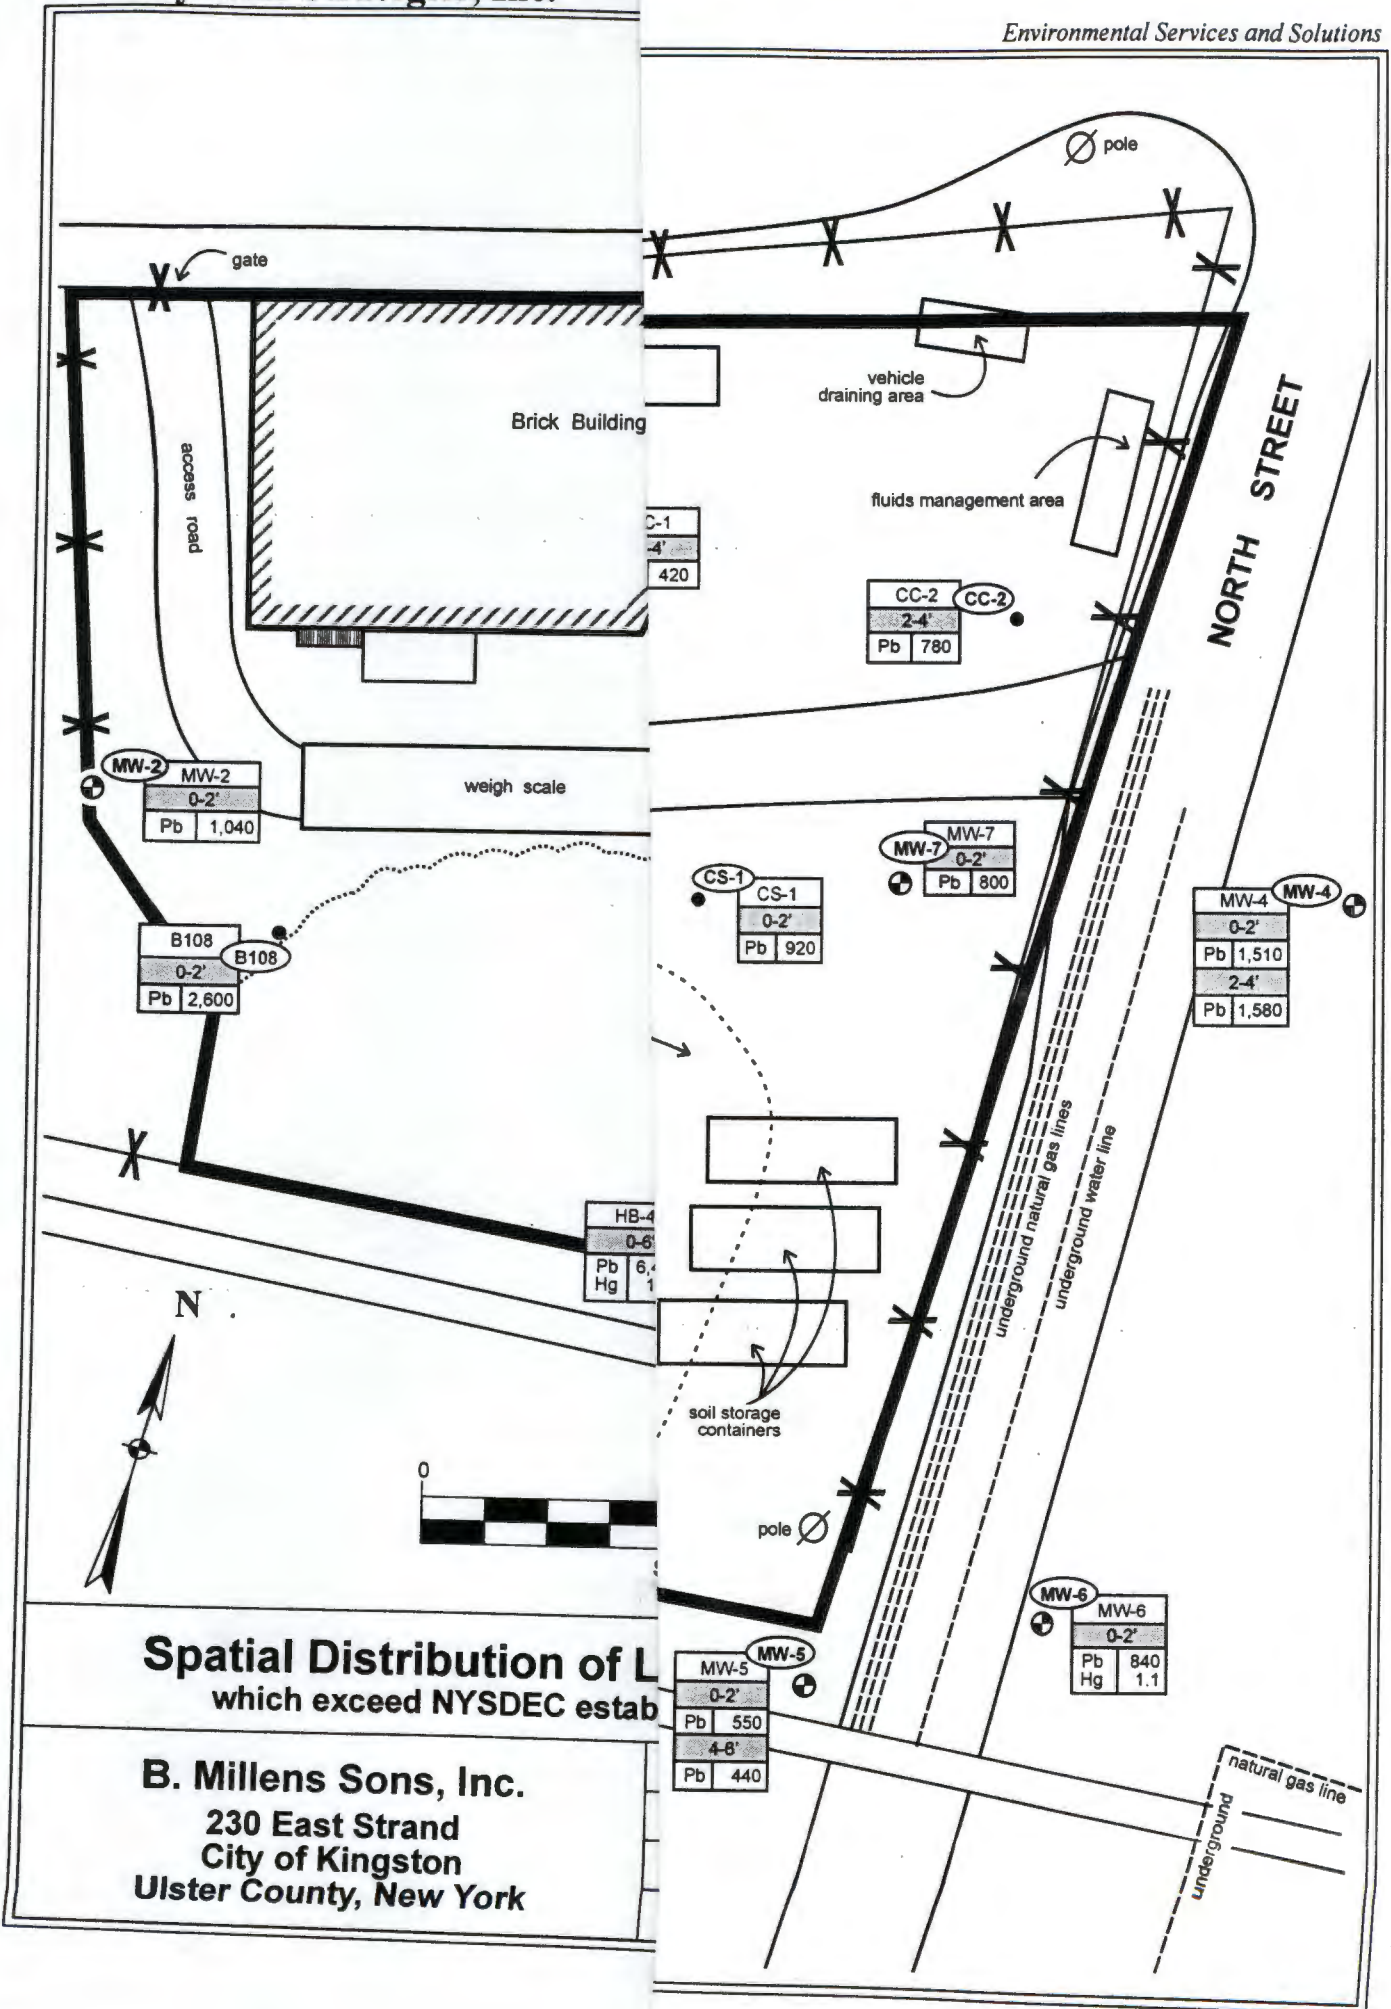 Environmental Services and Solutions
pole
gate
vehicle
draining area
Brick Building
access road
fluids management area
NORTH STREET
C-1
-4'
420
CC-2
CC-2
2-4'
Pb 780
MW-2
MW-2
0-2'
Pb 1,040
weigh scale
MW-7
MW-7
0-2'
Pb 800
CS-1
CS-1
0-2'
Pb 920
MW-4
MW-4
0-2'
Pb 1,510
2-4'
Pb 1,580
B108
B108
0-2'
Pb 2,600
underground natural gas lines
underground water line
HB-4
0-6
Pb 6,4
Hg 1
N
soil storage
containers
0
pole
MW-6
MW-6
0-2'
Pb 840
Hg 1.1
Spatial Distribution of L
which exceed NYSDEC estab
MW-5
MW-5
0-2'
Pb 550
4-6'
Pb 440
B. Millens Sons, Inc.
230 East Strand
City of Kingston
Ulster County, New York
natural gas line
underground